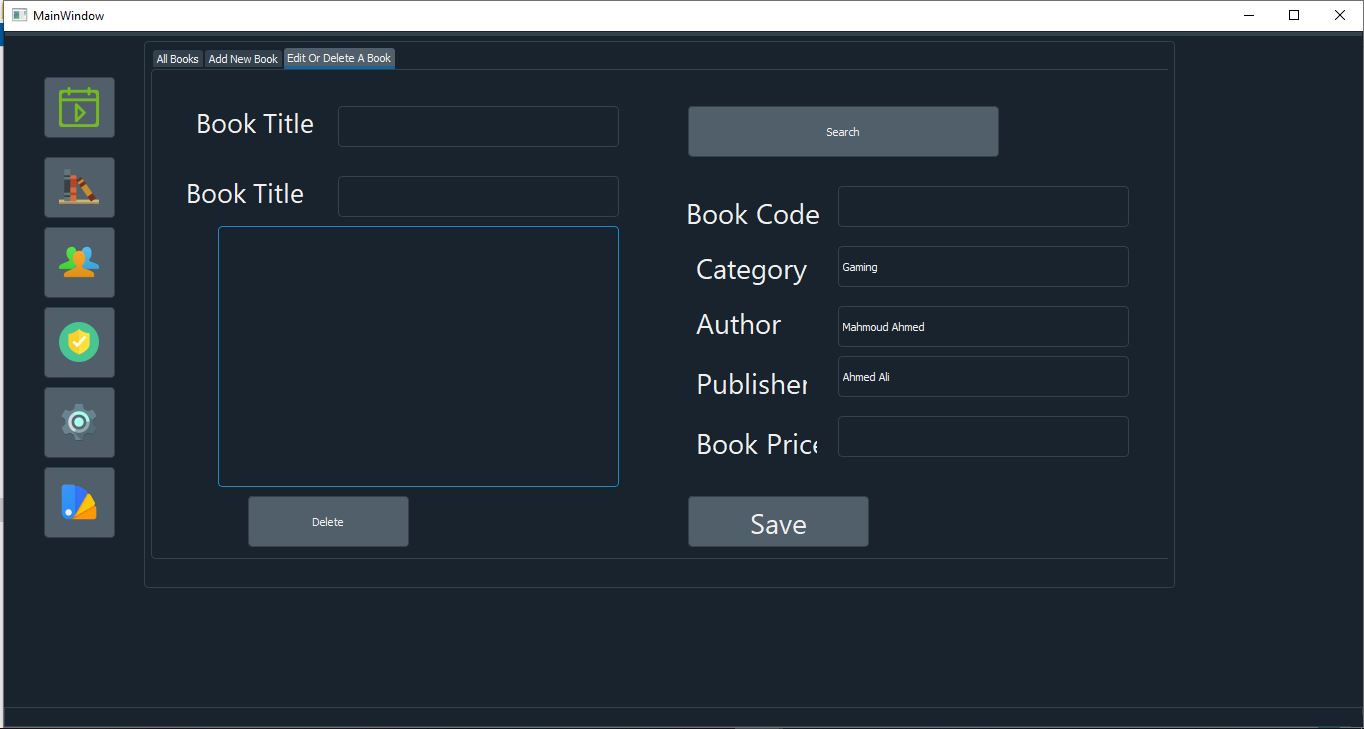 MainWindow
All Books Add New Book Edit Or Delete A Book
Book Title
Search
Book Title
Book Code
Category Gaming
Author Mahmoud Ahmed
Publisher Ahmed Ali
Book Price
Delete
Save